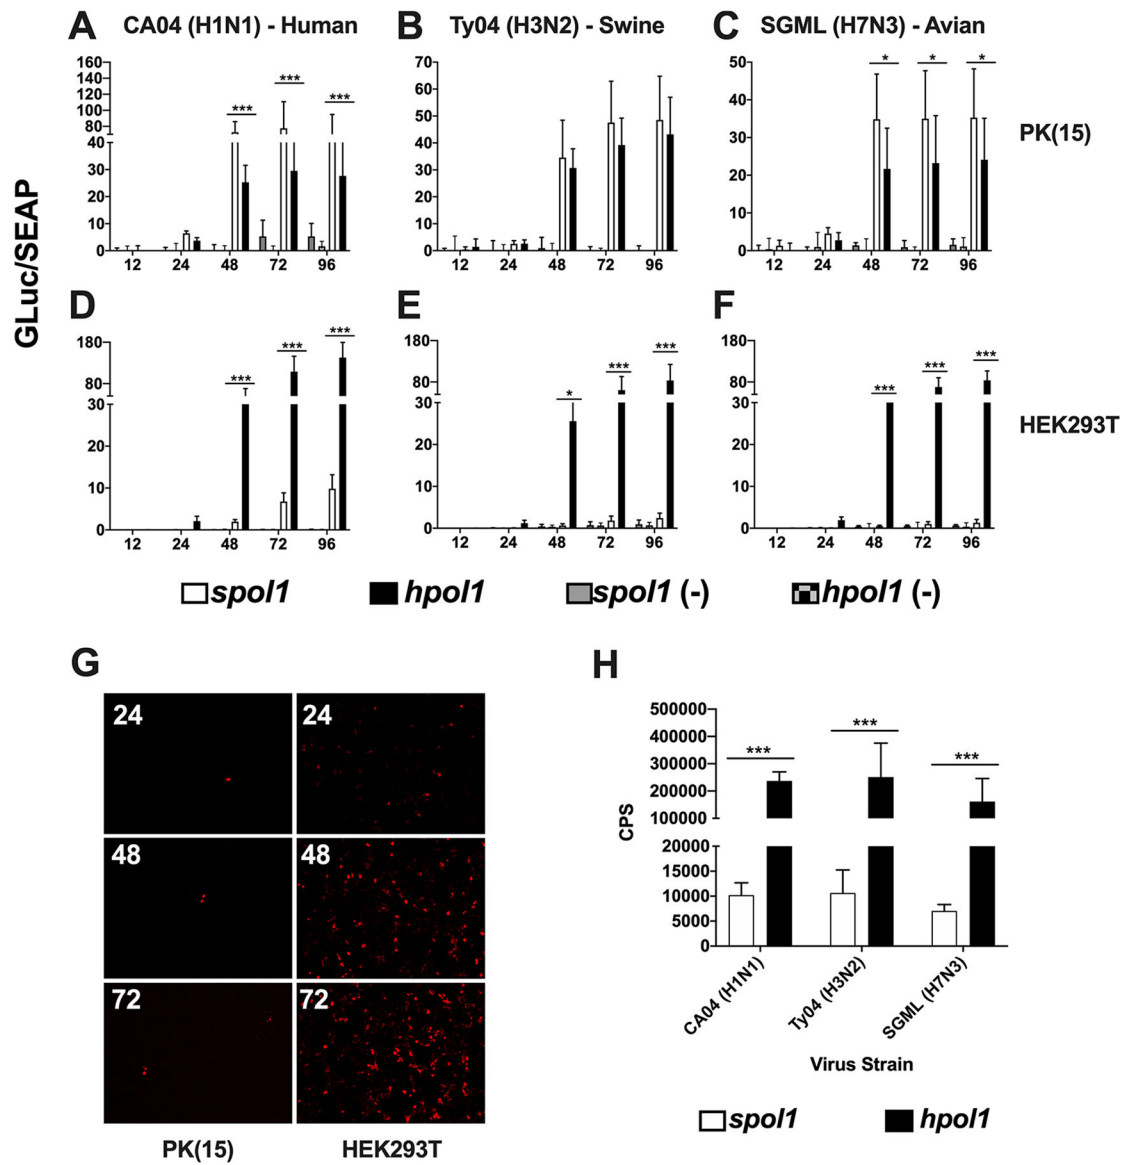 A CA04 (H1N1) - Human
B Ty04 (H3N2) - Swine
C SGML (H7N3) - Avian
GLuc/SEAP
160
140
120
100
80
40
30
20
10
0
12 24 48 72 96
*** *** ***
70
60
50
40
30
20
10
0
12 24 48 72 96
50
40
30
20
10
0
12 24 48 72 96
* * *
PK(15)
D
180
80
30
20
10
0
12 24 48 72 96
*** *** ***
E
180
80
30
20
10
0
12 24 48 72 96
* *** ***
F
180
80
30
20
10
0
12 24 48 72 96
*** *** ***
HEK293T
spol1 hpol1 spol1 (-) hpol1 (-)
G
24 24
48 48
72 72
PK(15) HEK293T
H
500000
400000
300000
200000
100000
20000
15000
10000
5000
0
CPS
*** *** ***
CA04 (H1N1)
Ty04 (H3N2)
SGML (H7N3)
Virus Strain
spol1 hpol1